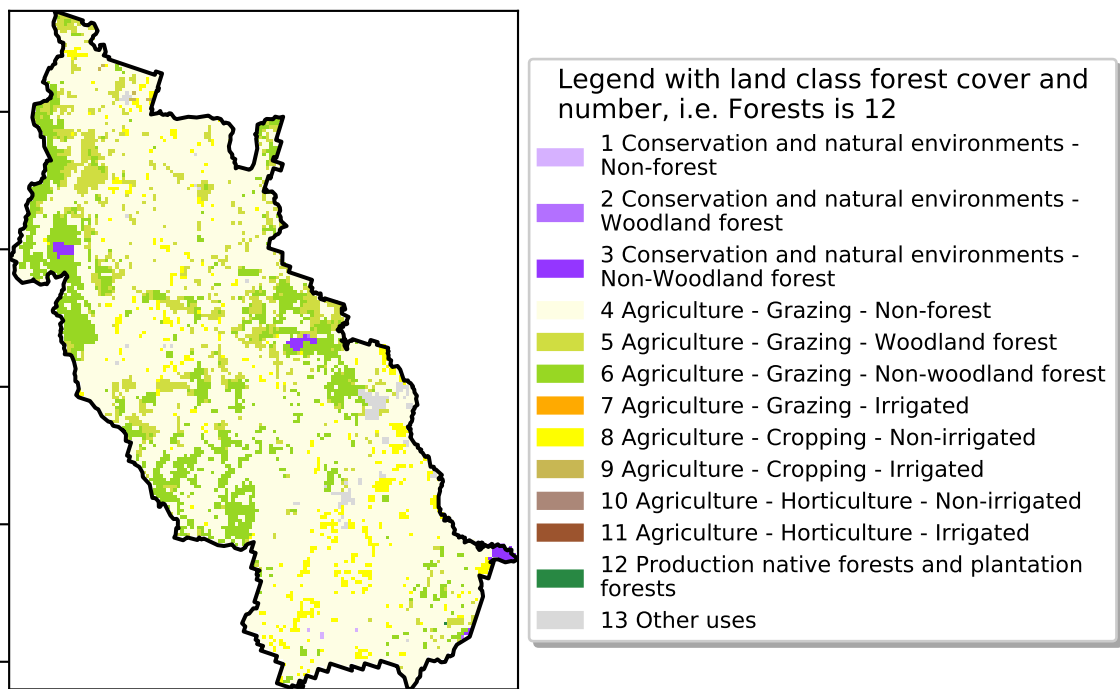 Legend with land class forest cover and
number, i.e. Forests is 12
1 Conservation and natural environments -
Non-forest
2 Conservation and natural environments -
Woodland forest
3 Conservation and natural environments -
Non-Woodland forest
4 Agriculture - Grazing - Non-forest
5 Agriculture - Grazing - Woodland forest
6 Agriculture - Grazing - Non-woodland forest
7 Agriculture - Grazing - Irrigated
8 Agriculture - Cropping - Non-irrigated
9 Agriculture - Cropping - Irrigated
10 Agriculture - Horticulture - Non-irrigated
11 Agriculture - Horticulture - Irrigated
12 Production native forests and plantation
forests
13 Other uses